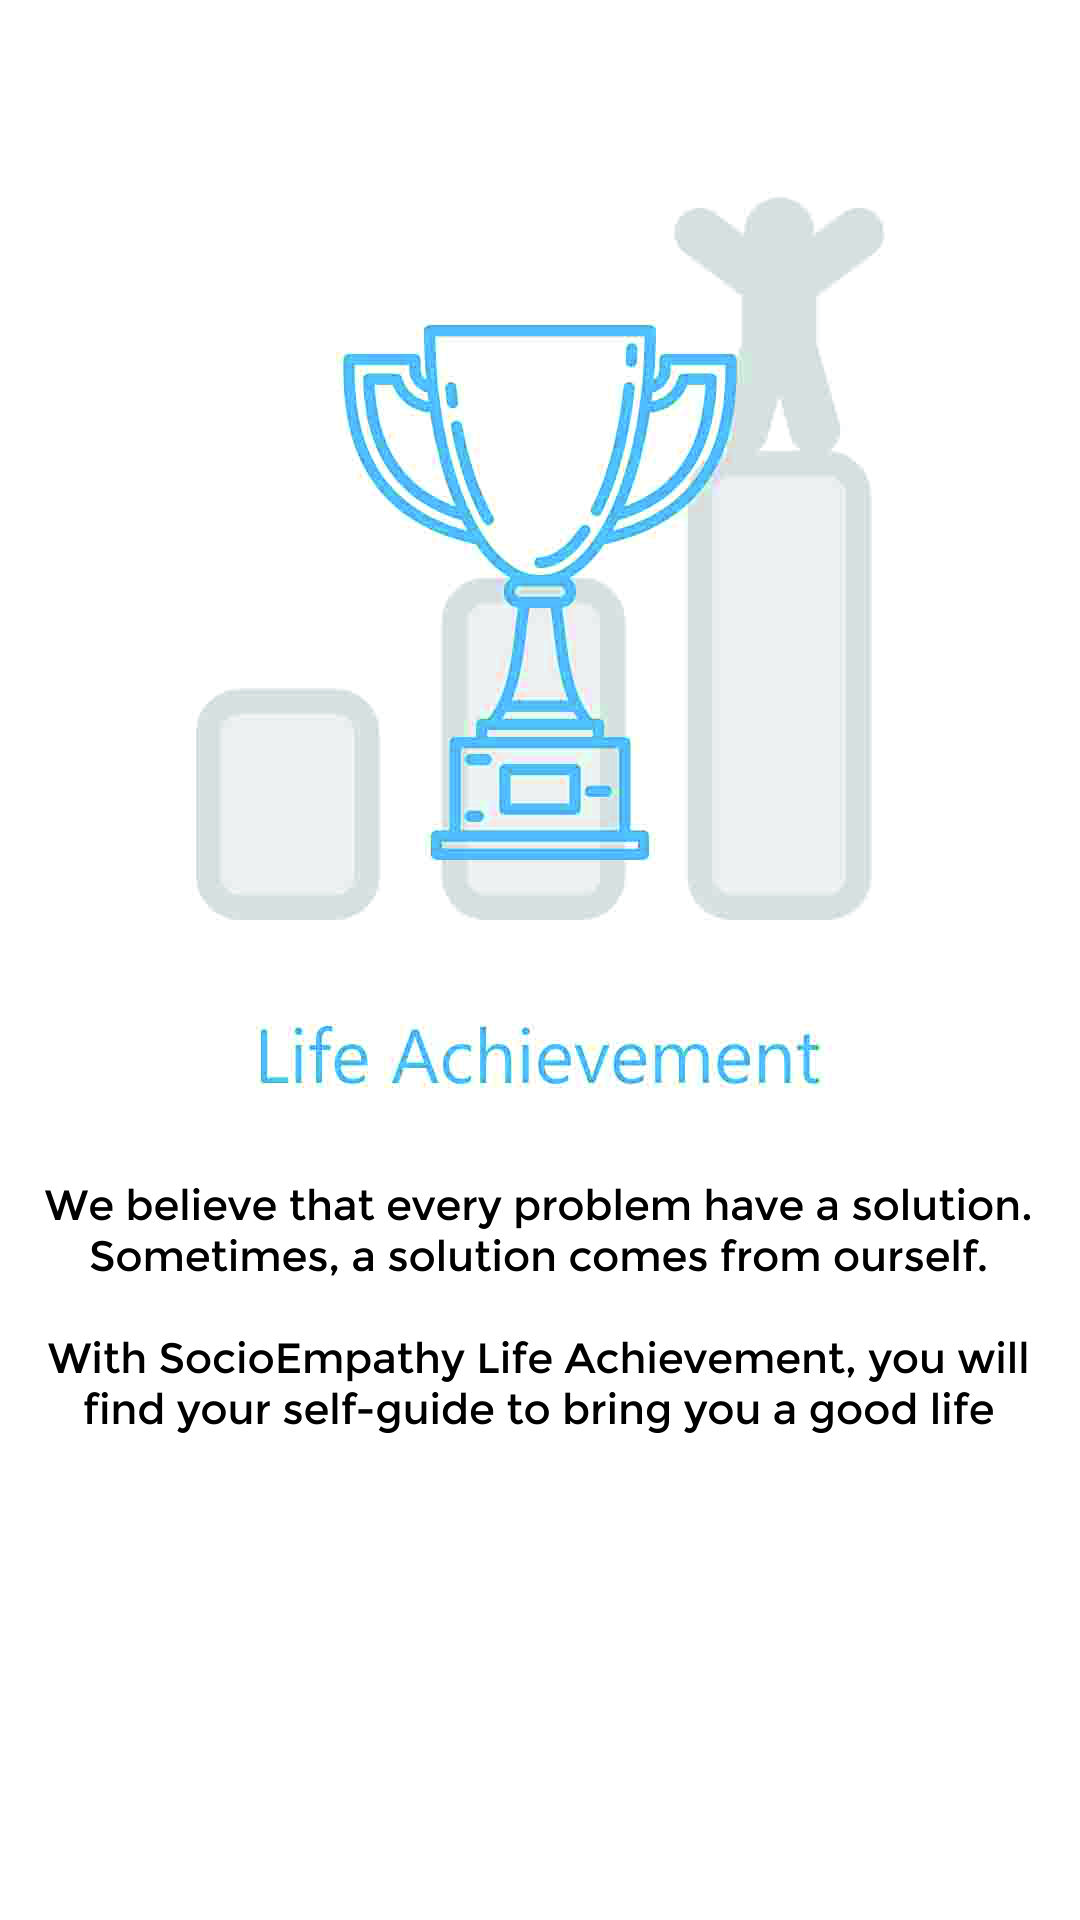 Life Achievement
We believe that every problem have a solution.
Sometimes, a solution comes from ourself.
With SocioEmpathy Life Achievement, you will
find your self-guide to bring you a good life